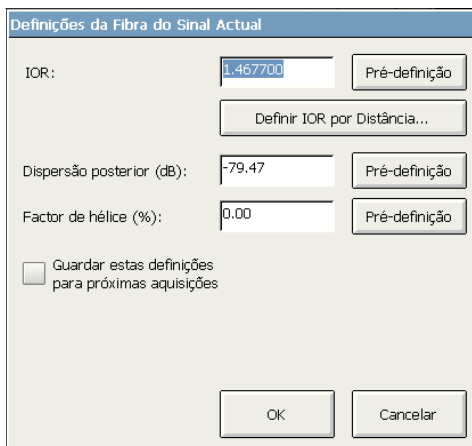 Definições da Fibra do Sinal Actual
IOR: 1.467700 Pré-definição
Definir IOR por Distância...
Dispersão posterior (dB): -79.47 Pré-definição
Factor de hélice (%): 0.00 Pré-definição
Guardar estas definições
para próximas aquisições
OK Cancelar